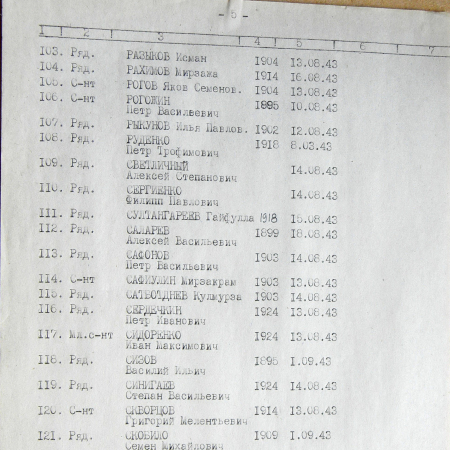 - 5 -
1 2 3 4 5 6 7
103. Ряд. РАЗЫКОВ Исман 1904 13.08.43
104. Ряд. РАХИМОВ Мирзажа 1914 16.08.43
105. С-нт РОГОВ Яков Семенов. 1904 13.08.43
106. С-нт РОГОЖИН 1895 10.08.43
Петр Васильевич
107. Ряд. РЫКУНОВ Илья Павлов. 1902 12.08.43
108. Ряд. РУДЕНКО 1918 8.03.43
Петр Трофимович
109. Ряд. СВЕТЛИЧНЫЙ 14.08.43
Алексей Степанович
110. Ряд. СЕРГИЕНКО 14.08.43
Филипп Павлович
111. Ряд. СУЛТАНГАРЕЕВ Гайфулла 1918 15.08.43
112. Ряд. САЛАРЕВ 1899 18.08.43
Алексей Васильевич
113. Ряд. САФОНОВ 1903 14.08.43
Петр Васильевич
114. С-нт САФИУЛИН Мирзакрам 1903 13.08.43
115. Ряд. Кулмурза 1903 14.08.43
116. Ряд. СЕРДЕЧКИН 1924 13.08.43
Петр Иванович
117. Мл.с-нт СИДОРЕНКО 1924 13.08.43
Иван Максимович
118. Ряд. СИЗОВ 1895 1.09.43
Василий Ильич
119. Ряд. СИНИГАЕВ 1924 14.08.43
Степан Васильевич
120. С-нт СКВОРЦОВ 1914 13.08.43
Григорий Мелентьевич
121. Ряд. СКОБИЛО 1909 1.09.43
Семен Михайлович